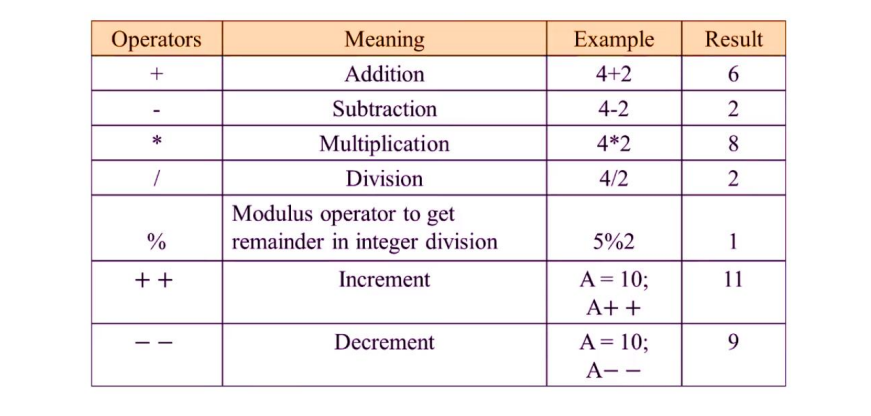 Operators Meaning Example Result
+ Addition 4+2 6
- Subtraction 4-2 2
* Multiplication 4*2 8
/ Division 4/2 2
Modulus operator to get
% remainder in integer division 5%2 1
+ + Increment A = 10; 11
A+ +
− − Decrement A = 10; 9
A− −